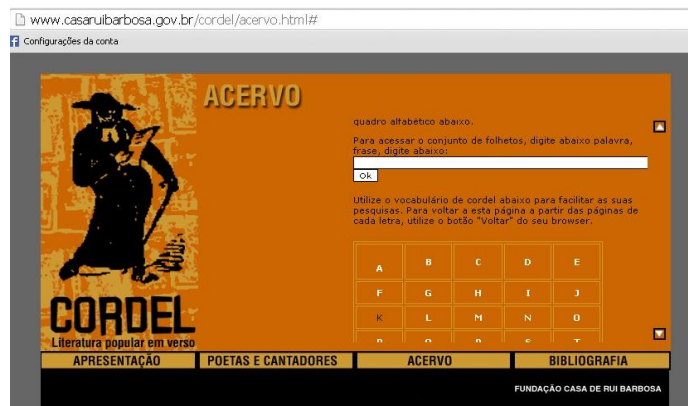 www.casaruibarbosa.gov.br/cordel/acervo.html#
Configurações da conta
ACERVO
quadro alfabético abaixo.
Para acessar o conjunto de folhetos, digite abaixo palavra,
frase, digite abaixo:
Ok
Utilize o vocabulário de cordel abaixo para facilitar as suas
pesquisas. Para voltar a esta página a partir das páginas de
cada letra, utilize o botão "Voltar" do seu browser.
A B C D E
F G H I J
K L M N O
CORDEL
Literatura popular em verso
APRESENTAÇÃO POETAS E CANTADORES ACERVO BIBLIOGRAFIA
FUNDAÇÃO CASA DE RUI BARBOSA